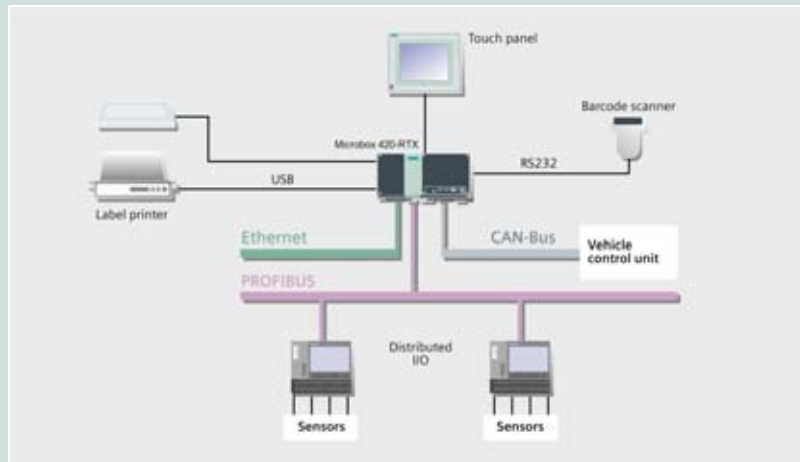 Touch panel
Barcode scanner
Microbox 420-RTX
RS232
USB
Label printer
Ethernet
CAN-Bus
Vehicle
control unit
PROFIBUS
Distributed
I/O
Sensors
Sensors